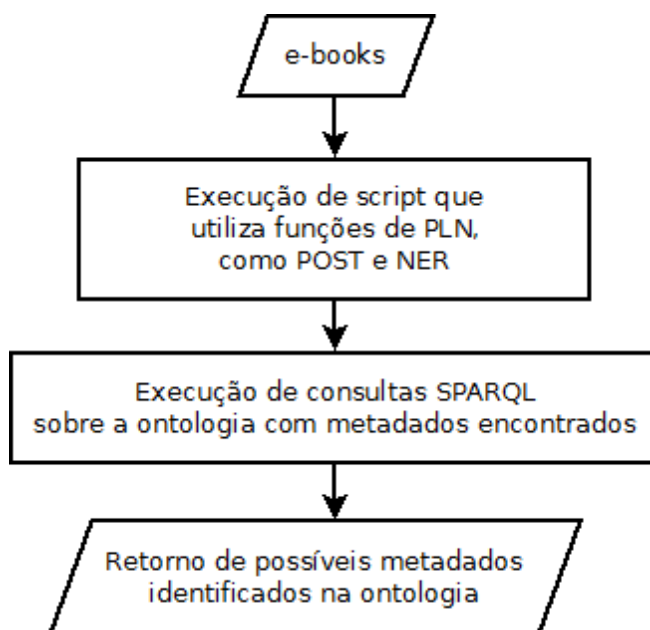 e-books
Execução de script que
utiliza funções de PLN,
como POST e NER
Execução de consultas SPARQL
sobre a ontologia com metadados encontrados
Retorno de possíveis metadados
identificados na ontologia